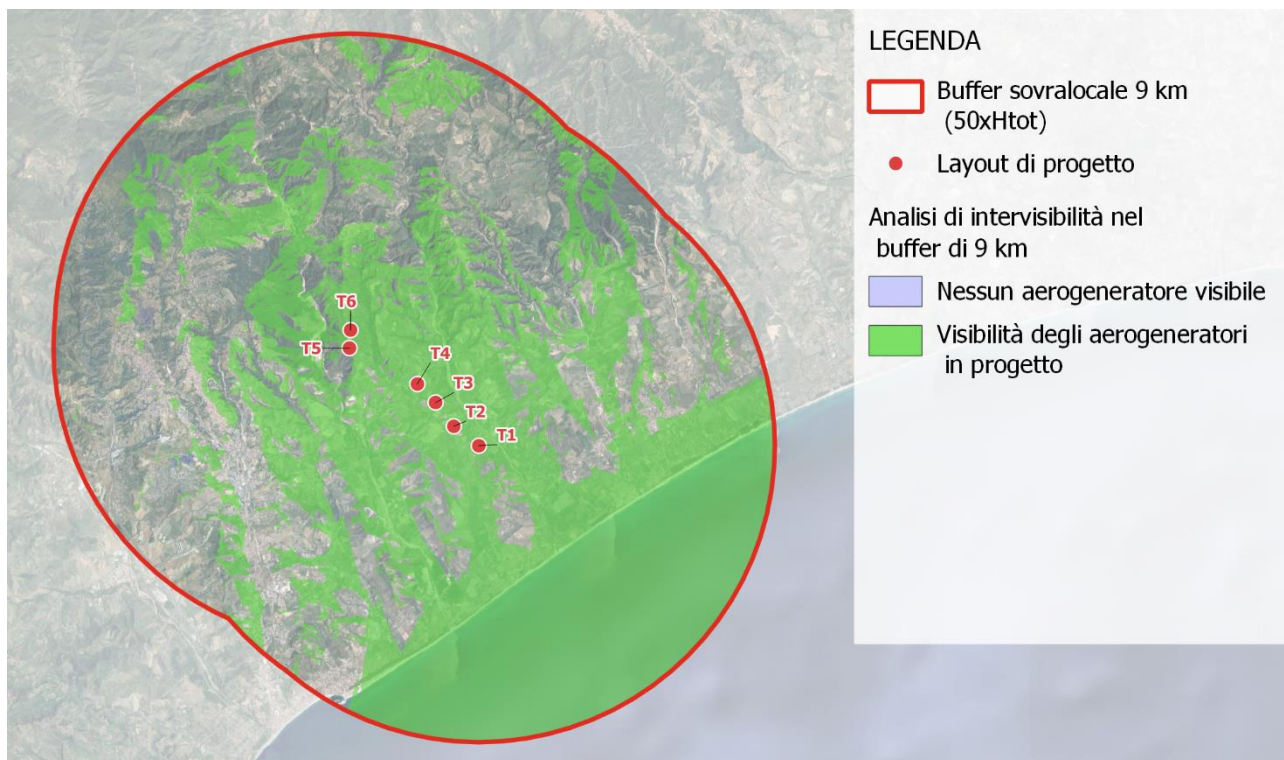 LEGENDA
Buffer sovralocale 9 km
(50xHtot)
Layout di progetto
Analisi di intervisibilità nel
buffer di 9 km
Nessun aerogeneratore visibile
Visibilità degli aerogeneratori
in progetto
T6
T5
T4
T3
T2
T1